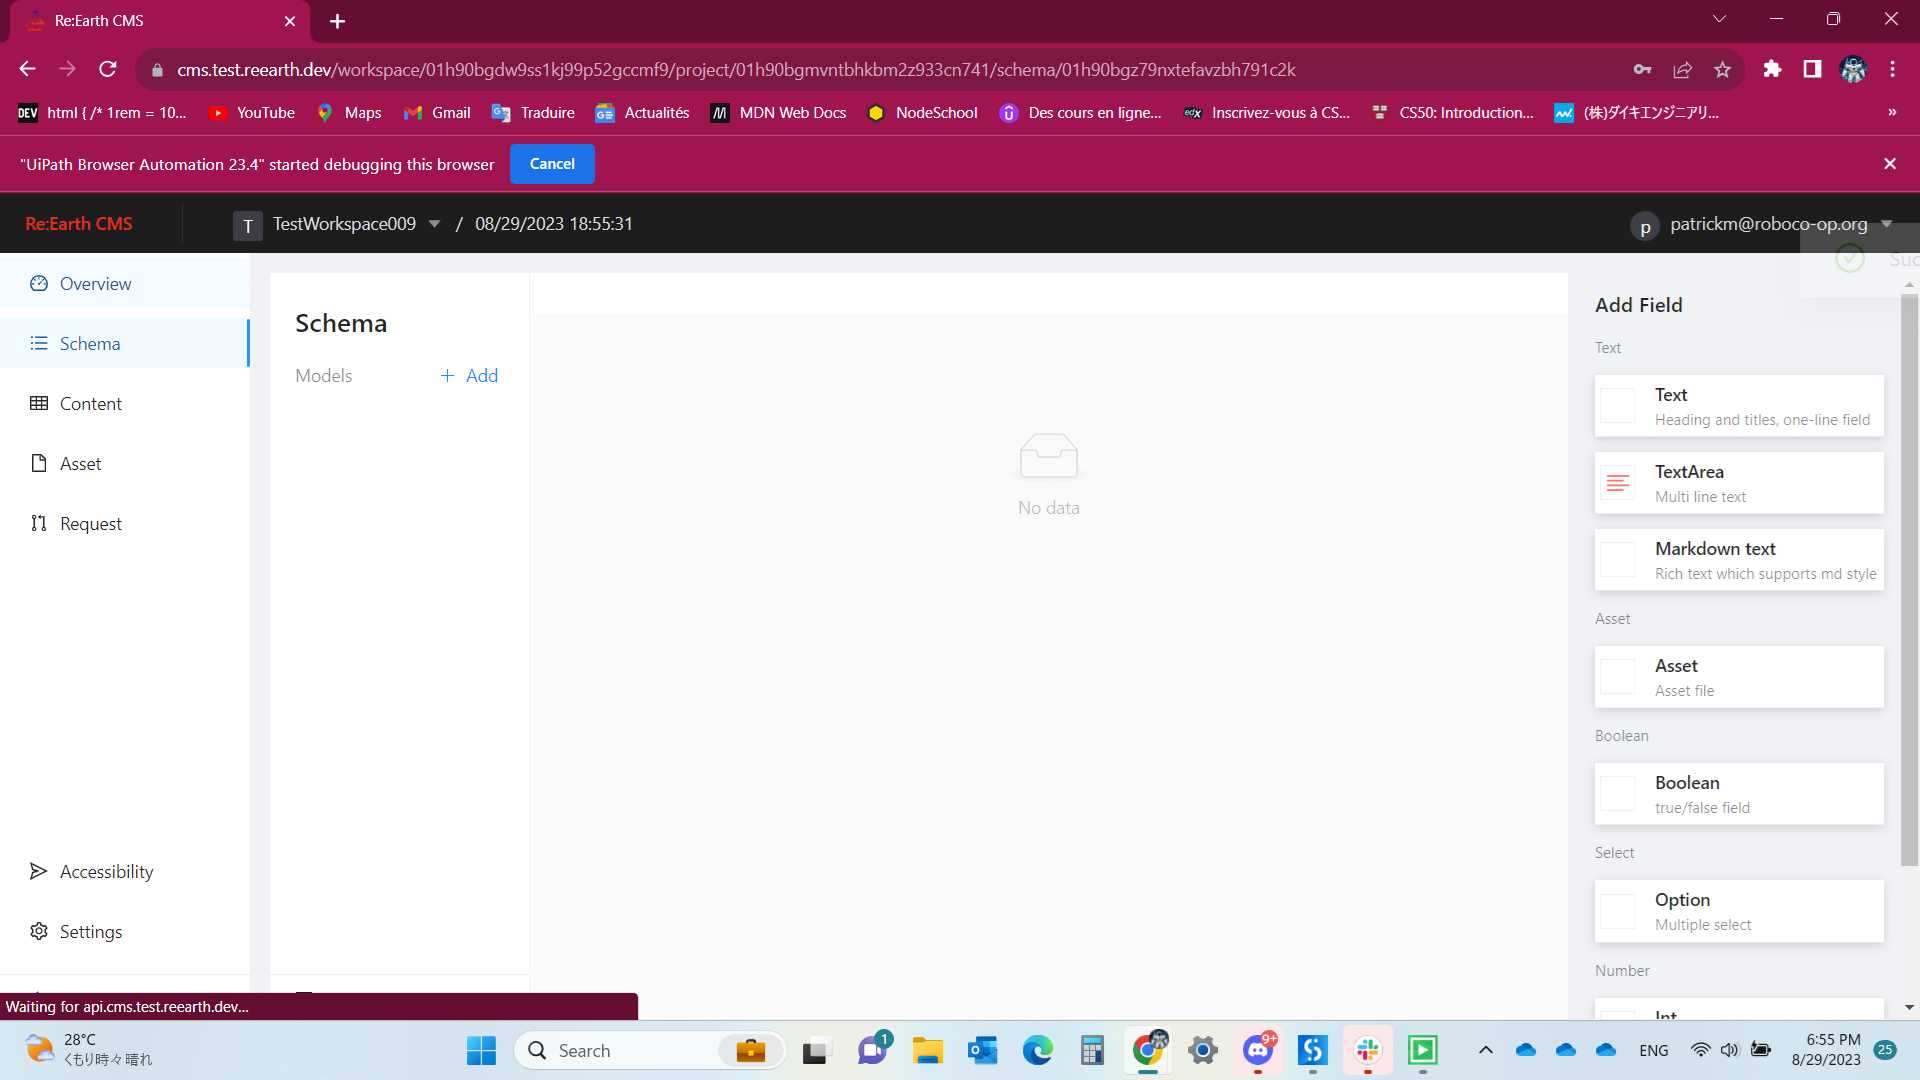 Re:Earth CMS
cms.test.reearth.dev/workspace/01h90bgdw9ss1kj99p52gccmf9/project/01h90bgmvntbhkbm2z933cn741/schema/01h90bgz79nxtefavzbh791c2k
DEV html { /* 1rem = 10... YouTube Maps Gmail Traduire Actualités MDN Web Docs NodeSchool Des cours en ligne... edX Inscrivez-vous à CS... CS50: Introduction... (株)ダイキエンジニアリ... »
"UiPath Browser Automation 23.4" started debugging this browser Cancel
Re:Earth CMS T TestWorkspace009 / 08/29/2023 18:55:31 p patrickm@roboco-op.org
Suc
Overview
Schema
Content
Asset
Request
Accessibility
Settings
Schema
Models + Add
No data
Add Field
Text
Text
Heading and titles, one-line field
TextArea
Multi line text
Markdown text
Rich text which supports md style
Asset
Asset
Asset file
Boolean
Boolean
true/false field
Select
Option
Multiple select
Number
Int
Waiting for api.cms.test.reearth.dev...
28°C
くもり時々晴れ
Search
1
9+
ENG
6:55 PM
8/29/2023
25